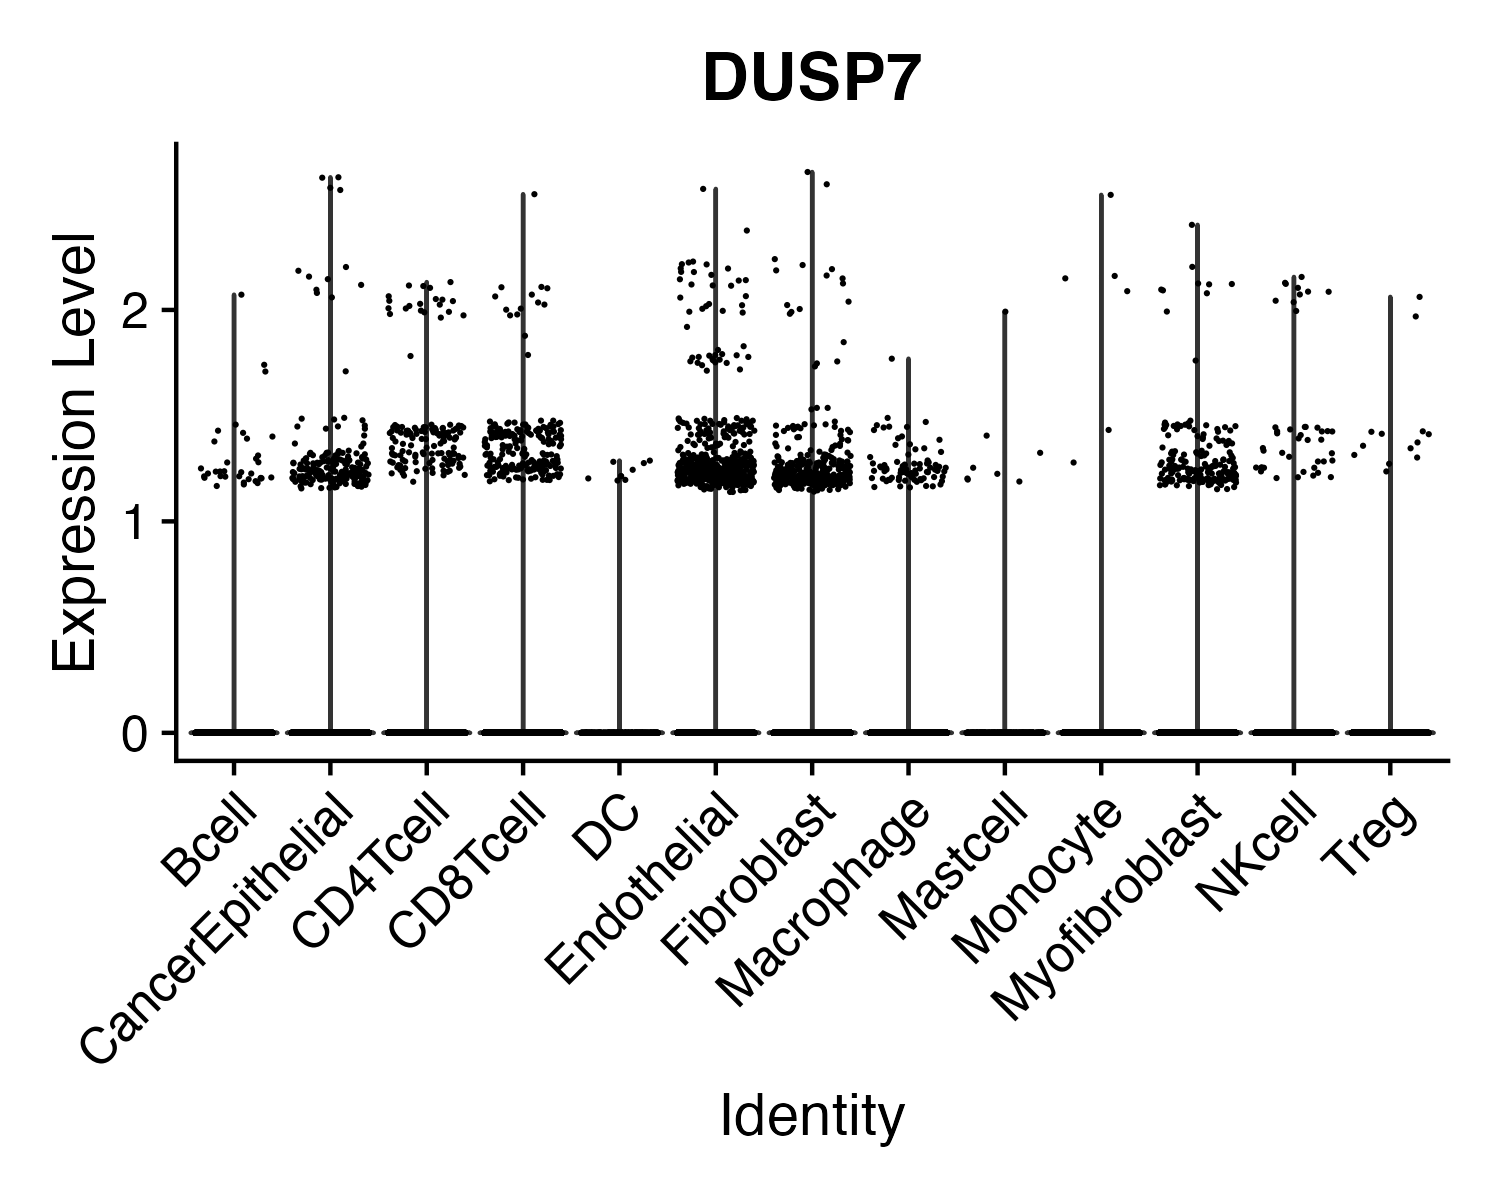 DUSP7
Expression Level
2
1
0
Bcell
CancerEpithelial
CD4Tcell
CD8Tcell
DC
Endothelial
Fibroblast
Macrophage
Mastcell
Monocyte
Myofibroblast
NKcell
Treg
Identity